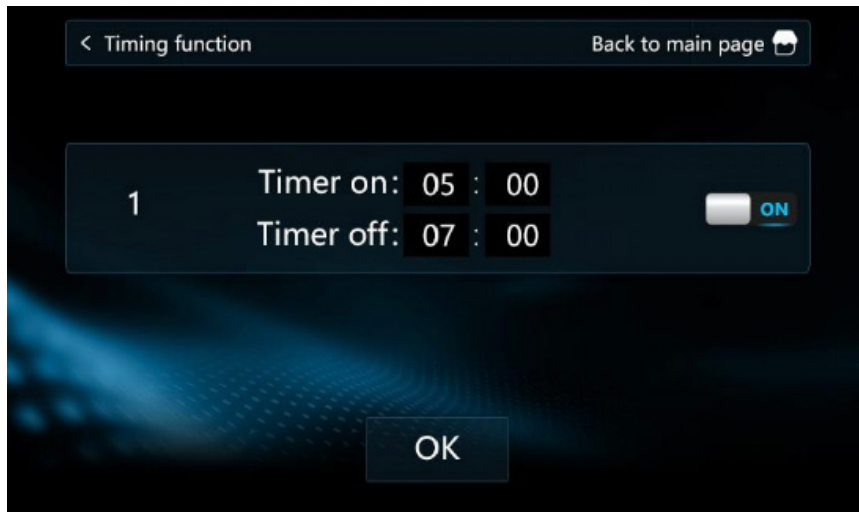 < Timing function Back to main page
1
Timer on: 05 : 00
Timer off: 07 : 00
ON
OK